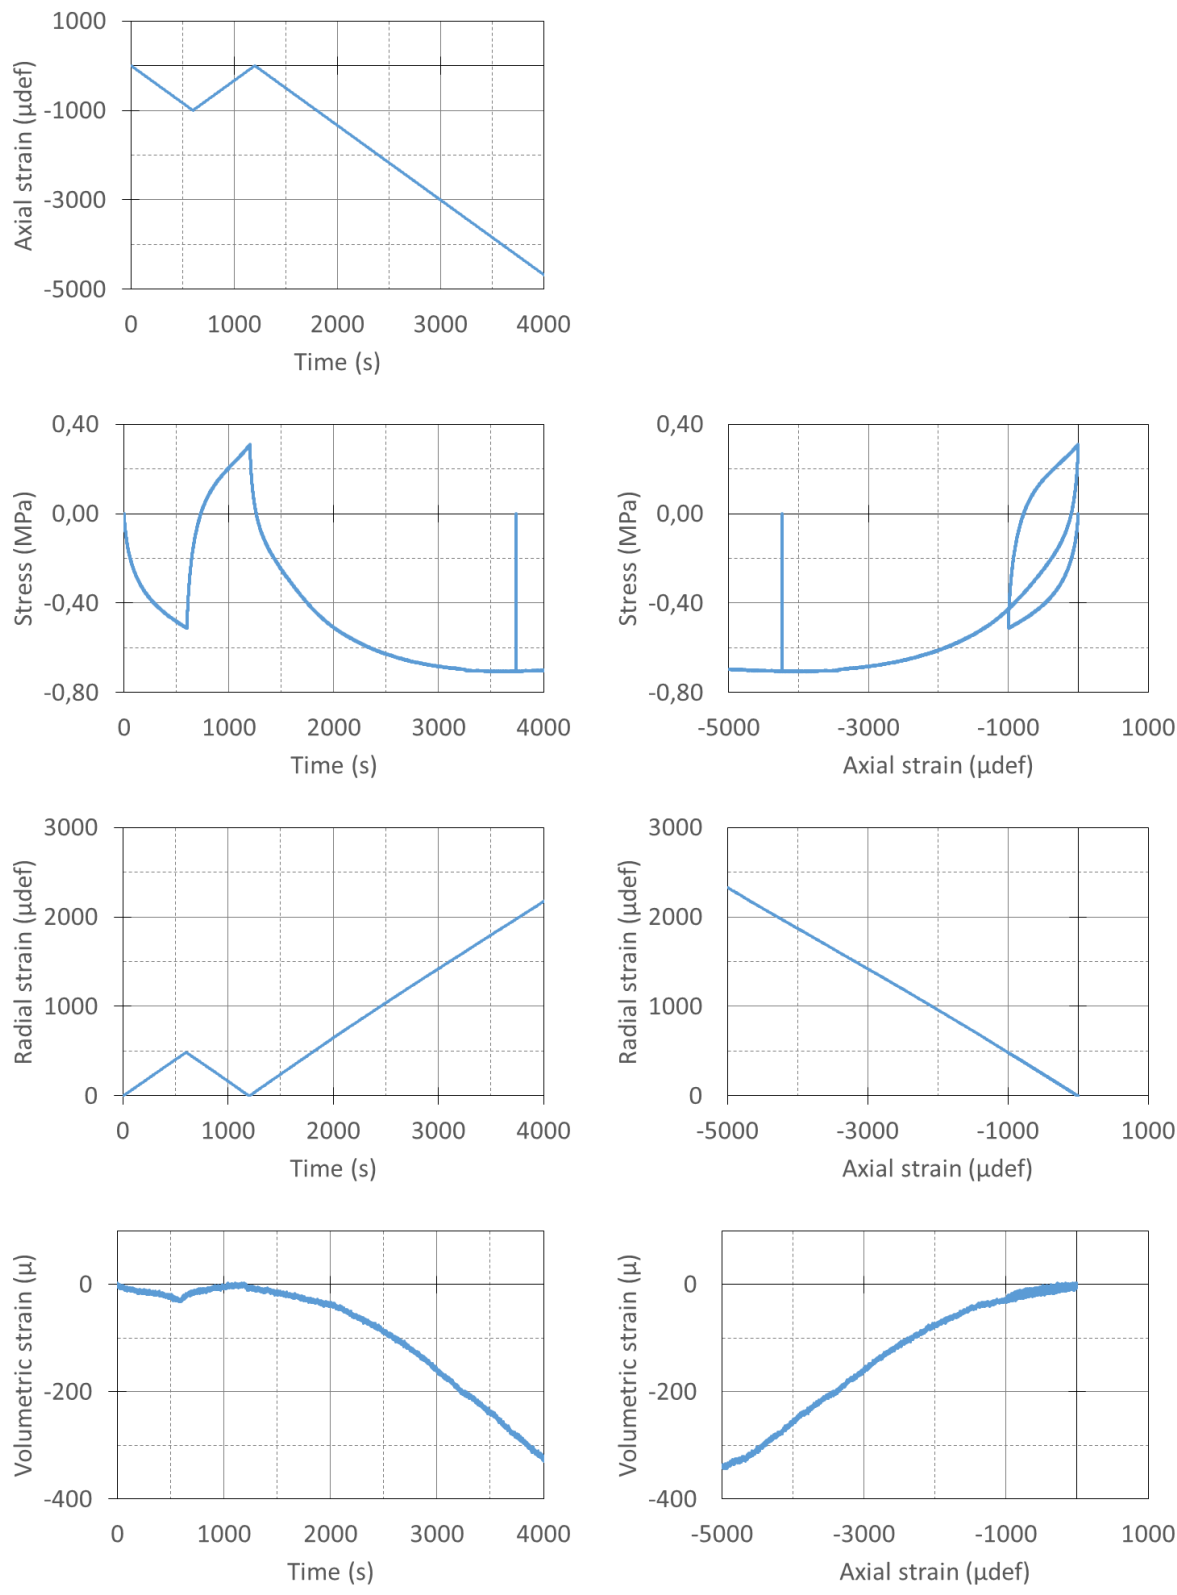 1000
-1000
-3000
-5000
Axial strain (µdef)
0 1000 2000 3000 4000
Time (s)
0,40
0,00
-0,40
-0,80
Stress (MPa)
0 1000 2000 3000 4000
Time (s)
0,40
0,00
-0,40
-0,80
Stress (MPa)
-5000 -3000 -1000 1000
Axial strain (µdef)
3000
2000
1000
0
Radial strain (µdef)
0 1000 2000 3000 4000
Time (s)
3000
2000
1000
0
Radial strain (µdef)
-5000 -3000 -1000 1000
Axial strain (µdef)
0
-200
-400
Volumetric strain (µ)
0 1000 2000 3000 4000
Time (s)
0
-200
-400
Volumetric strain (µ)
-5000 -3000 -1000 1000
Axial strain (µdef)